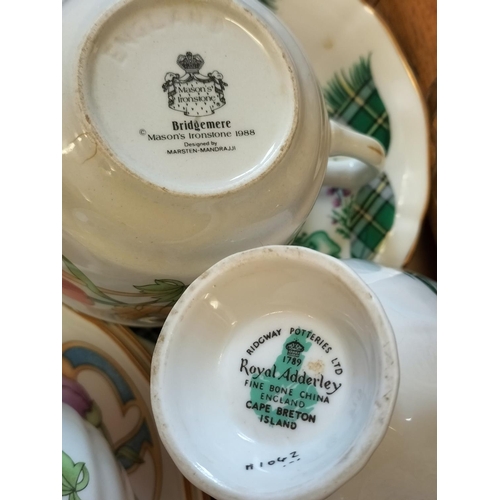 ENGLAND
Mason's
Ironstone
Bridgemere
© Mason's Ironstone 1988
Designed by
MARSTEN-MANDRAJJI
RIDGWAY POTTERIES LTD
1789
Royal Adderley
FINE BONE CHINA
ENGLAND
CAPE BRETON
ISLAND
H1042